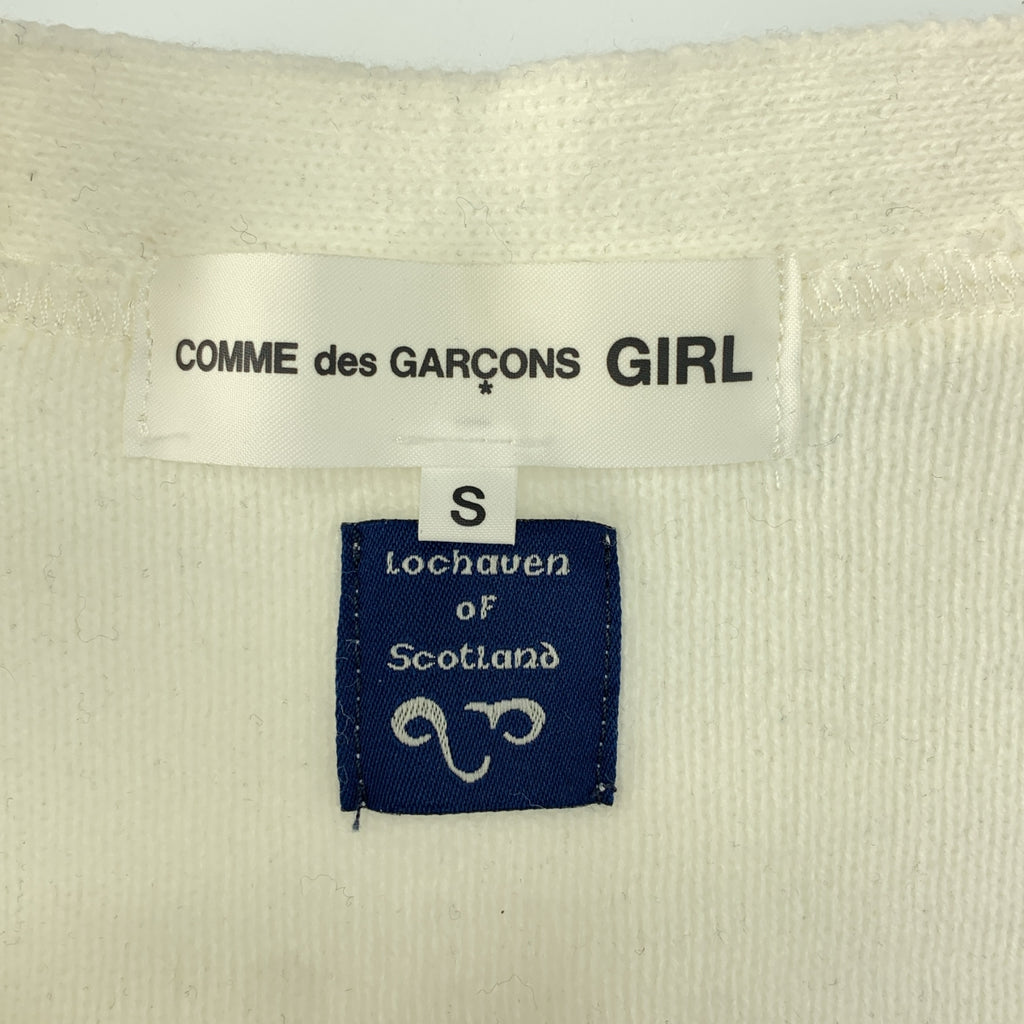 COMME des GARÇONS GIRL
*
S
Lochaven
of
Scotland